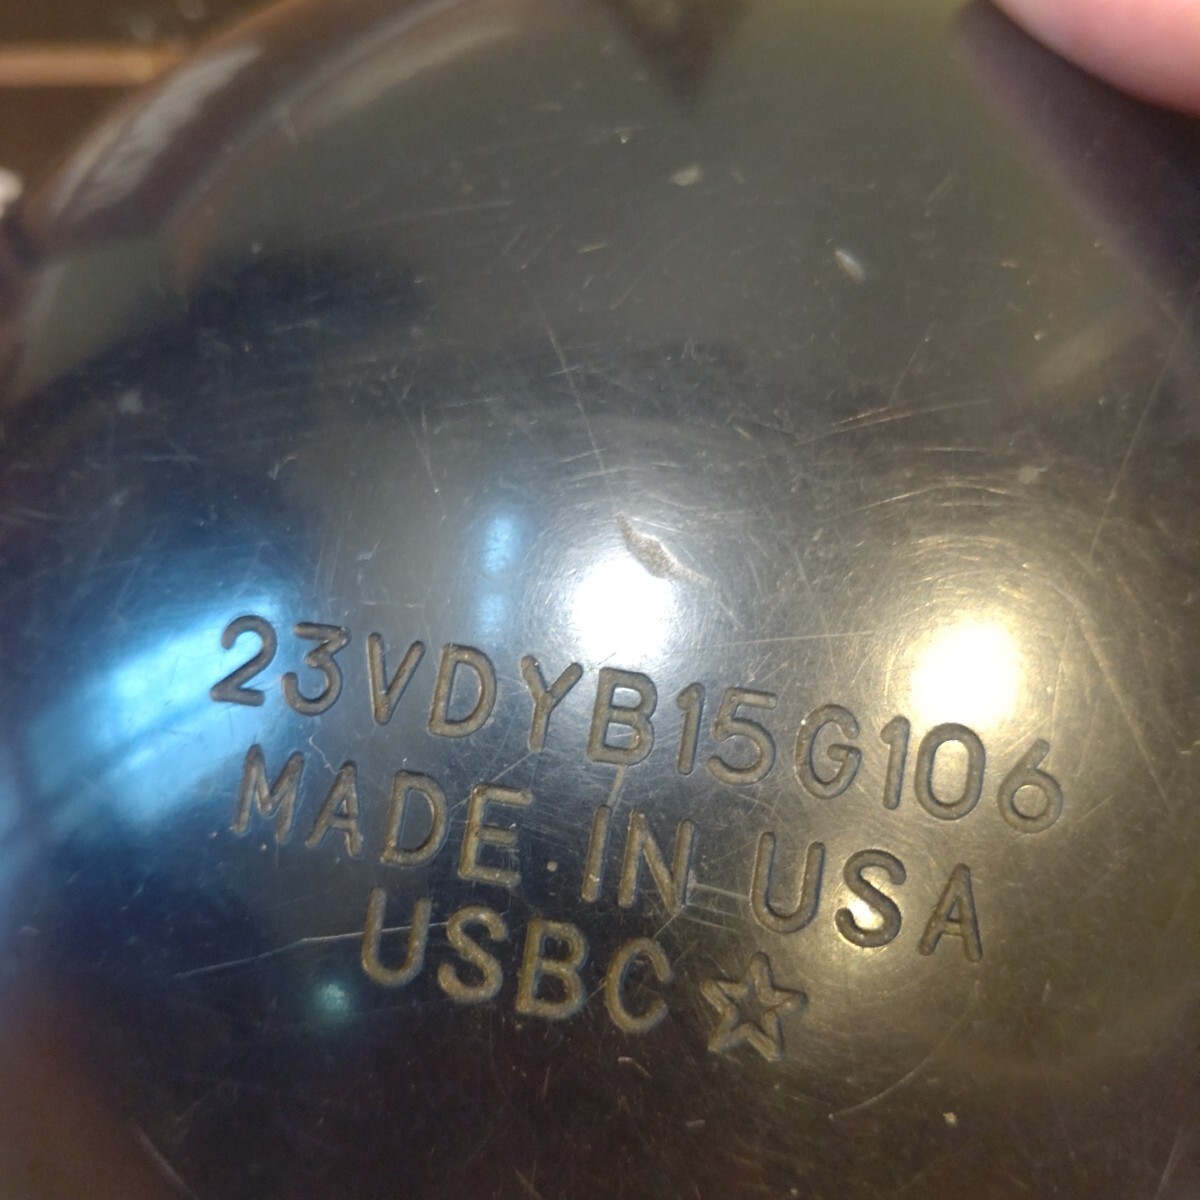 23VDYB15G106
MADE IN USA
USBC ☆